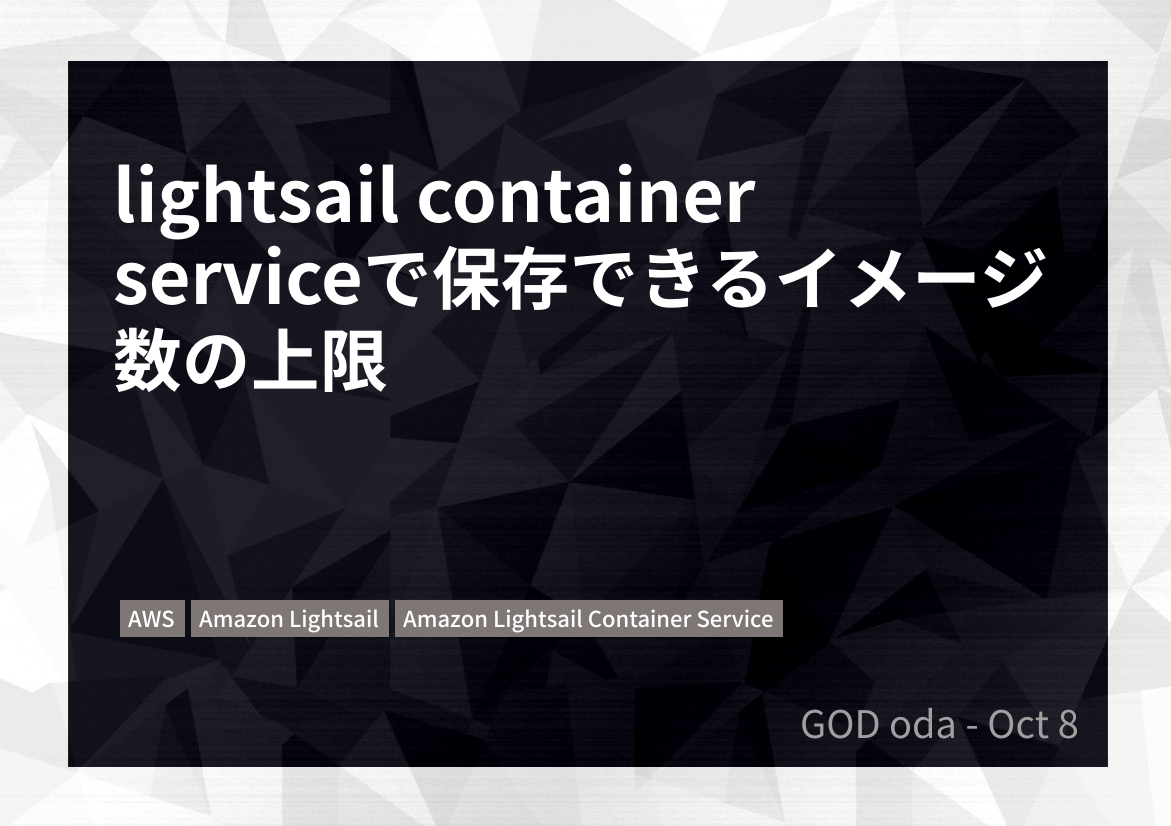 lightsail container
serviceで保存できるイメージ
数の上限
AWS Amazon Lightsail Amazon Lightsail Container Service
GOD oda - Oct 8